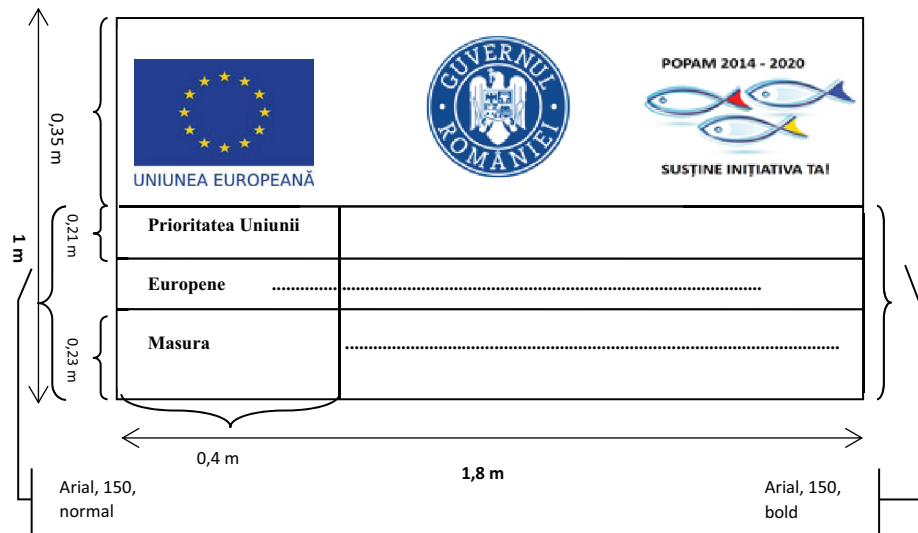 POPAM 2014 - 2020
GUVERNUL ROMÂNIEI
UNIUNEA EUROPEANĂ
SUSȚINE INIȚIATIVA TA!
0,35 m
1 m
0,21 m
0,23 m
Prioritatea Uniunii
Europene ....................................................................................................
Masura ....................................................................................................
0,4 m
1,8 m
Arial, 150,
normal
Arial, 150,
bold